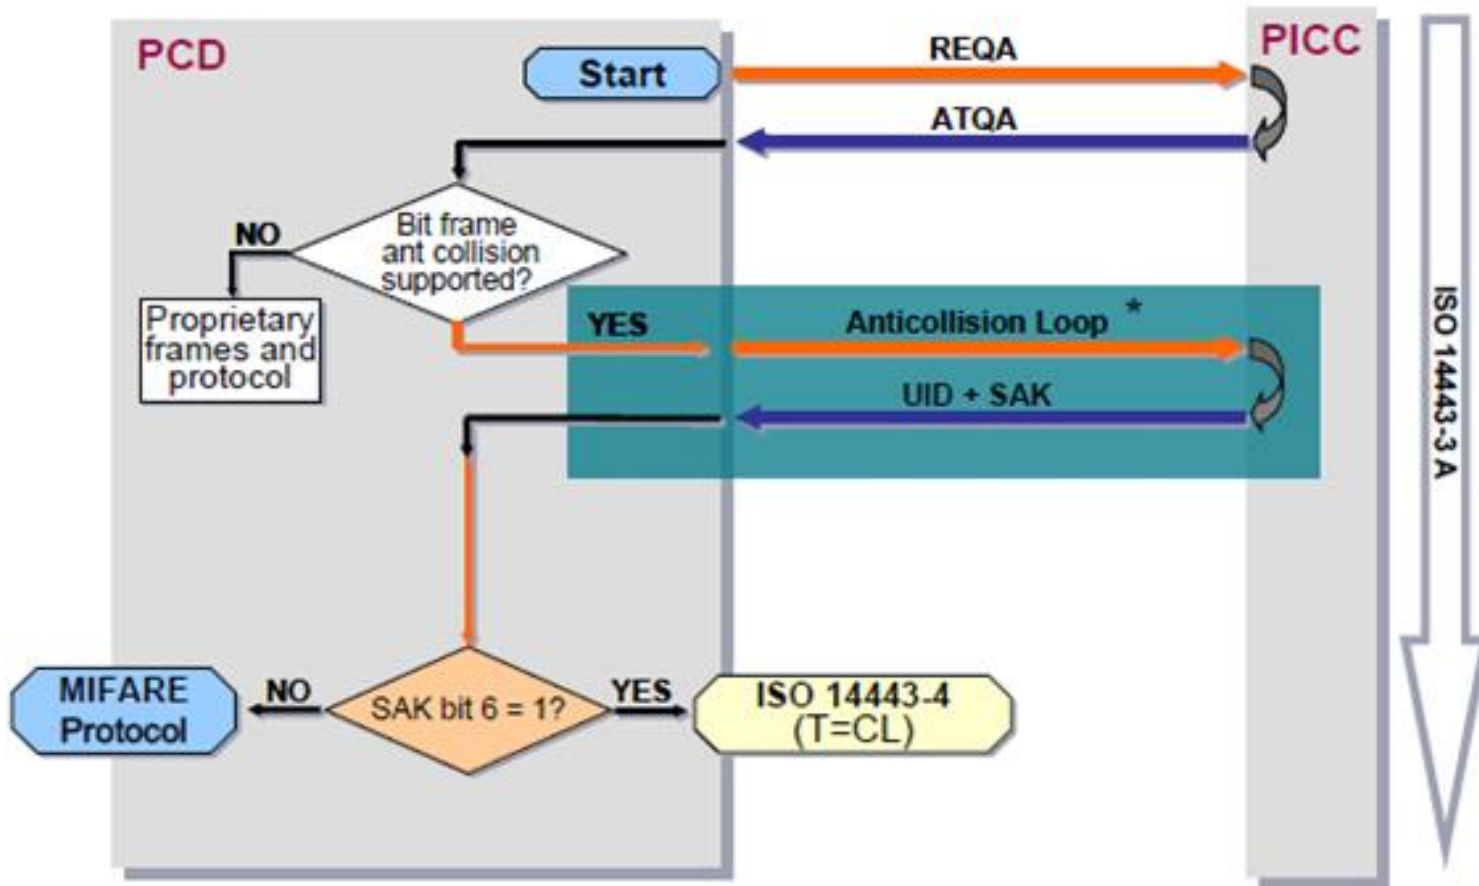 PCD
PICC
Start
REQA
ATQA
Bit frame
ant collision
supported?
NO
Proprietary
frames and
protocol
YES
Anticollision Loop *
UID + SAK
ISO 14443-3 A
MIFARE
Protocol
NO
SAK bit 6 = 1?
YES
ISO 14443-4
(T=CL)